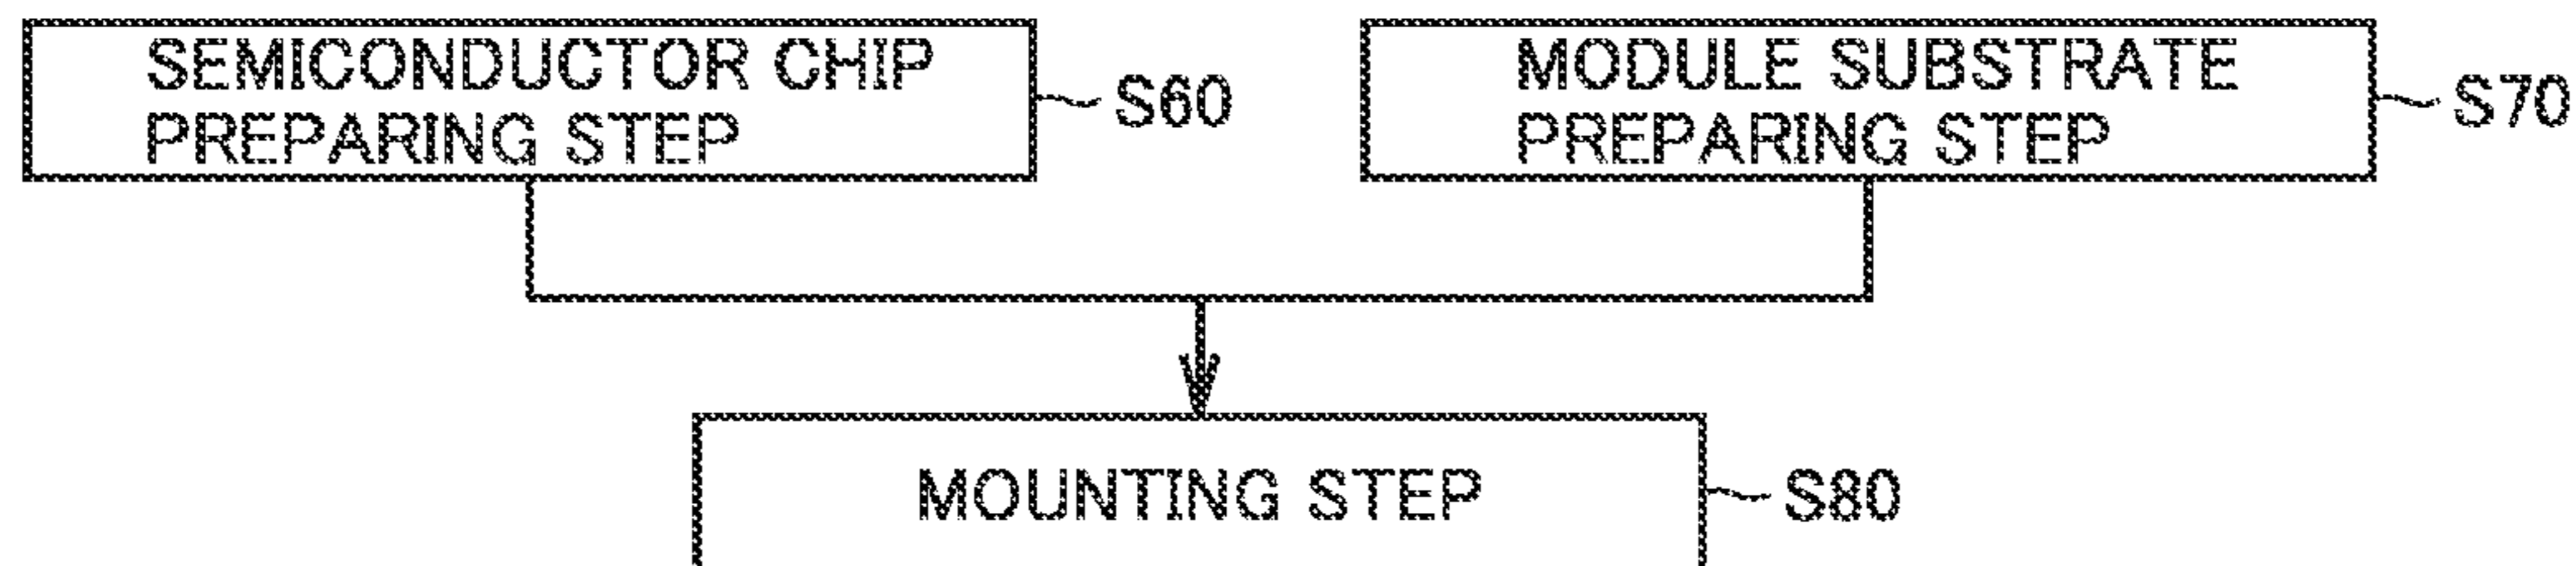 SEMICONDUCTOR CHIP
PREPARING STEP
S60
MODULE SUBSTRATE
PREPARING STEP
S70
MOUNTING STEP
S80